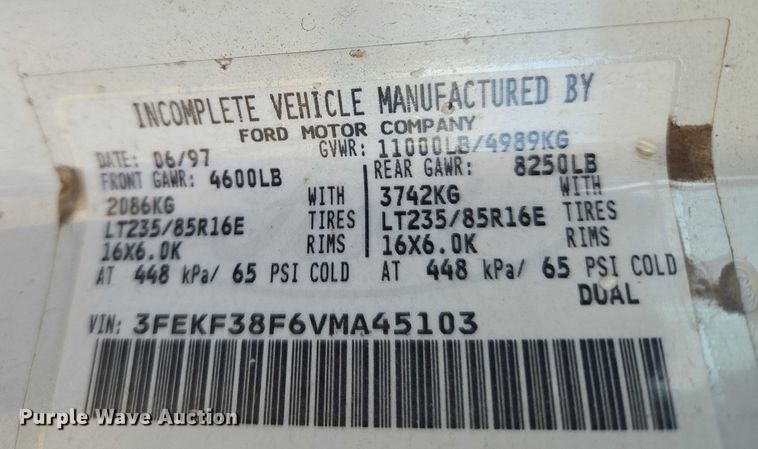 INCOMPLETE VEHICLE MANUFACTURED BY
FORD MOTOR COMPANY
DATE: 06/97 GVWR: 11000LB/4989KG
FRONT GAWR: 4600LB REAR GAWR: 8250LB
2086KG WITH 3742KG WITH
LT235/85R16E TIRES LT235/85R16E TIRES
16X6.0K RIMS 16X6.0K RIMS
AT 448 kPa/ 65 PSI COLD AT 448 kPa/ 65 PSI COLD
DUAL
VIN: 3FEKF38F6VMA45103
Purple Wave Auction